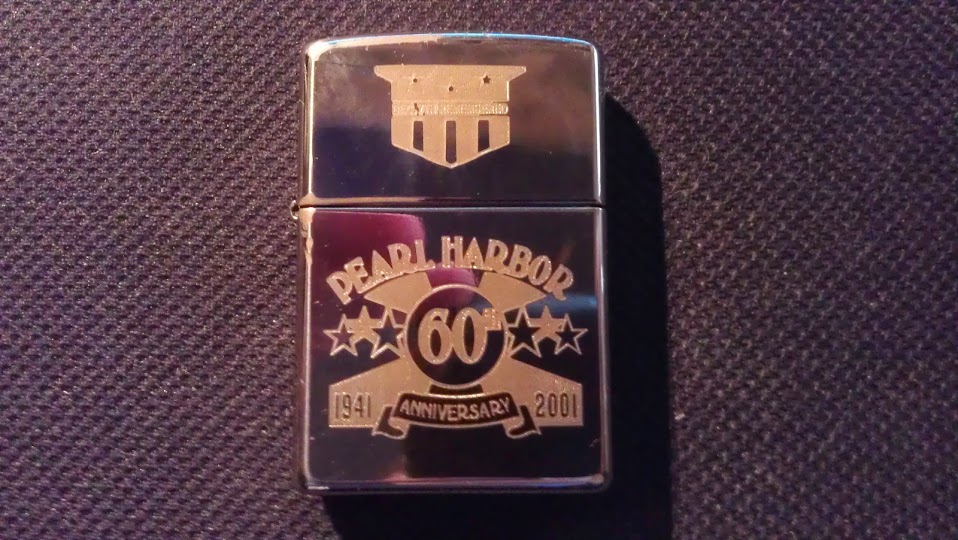 PEARL HARBOR
60th
1941 ANNIVERSARY 2001